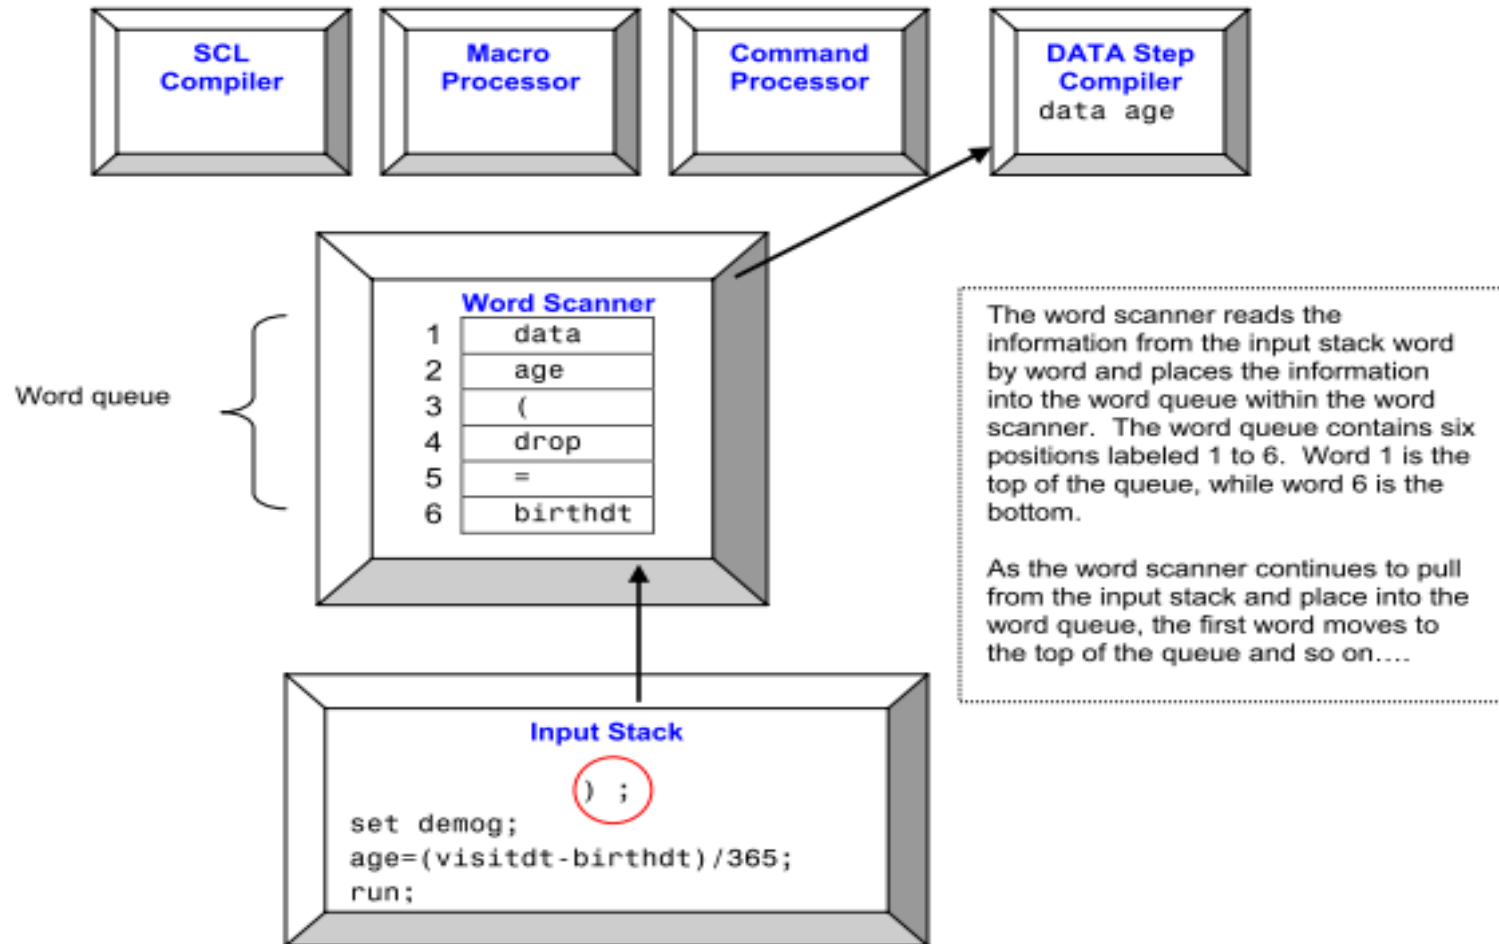 SCL
Compiler
Macro
Processor
Command
Processor
DATA Step
Compiler
data age
Word Scanner
1 data
2 age
3 (
4 drop
5 =
6 birthdt
Word queue
The word scanner reads the
information from the input stack word
by word and places the information
into the word queue within the word
scanner. The word queue contains six
positions labeled 1 to 6. Word 1 is the
top of the queue, while word 6 is the
bottom.
As the word scanner continues to pull
from the input stack and place into the
word queue, the first word moves to
the top of the queue and so on....
Input Stack
) ;
set demog;
age=(visitdt-birthdt)/365;
run;